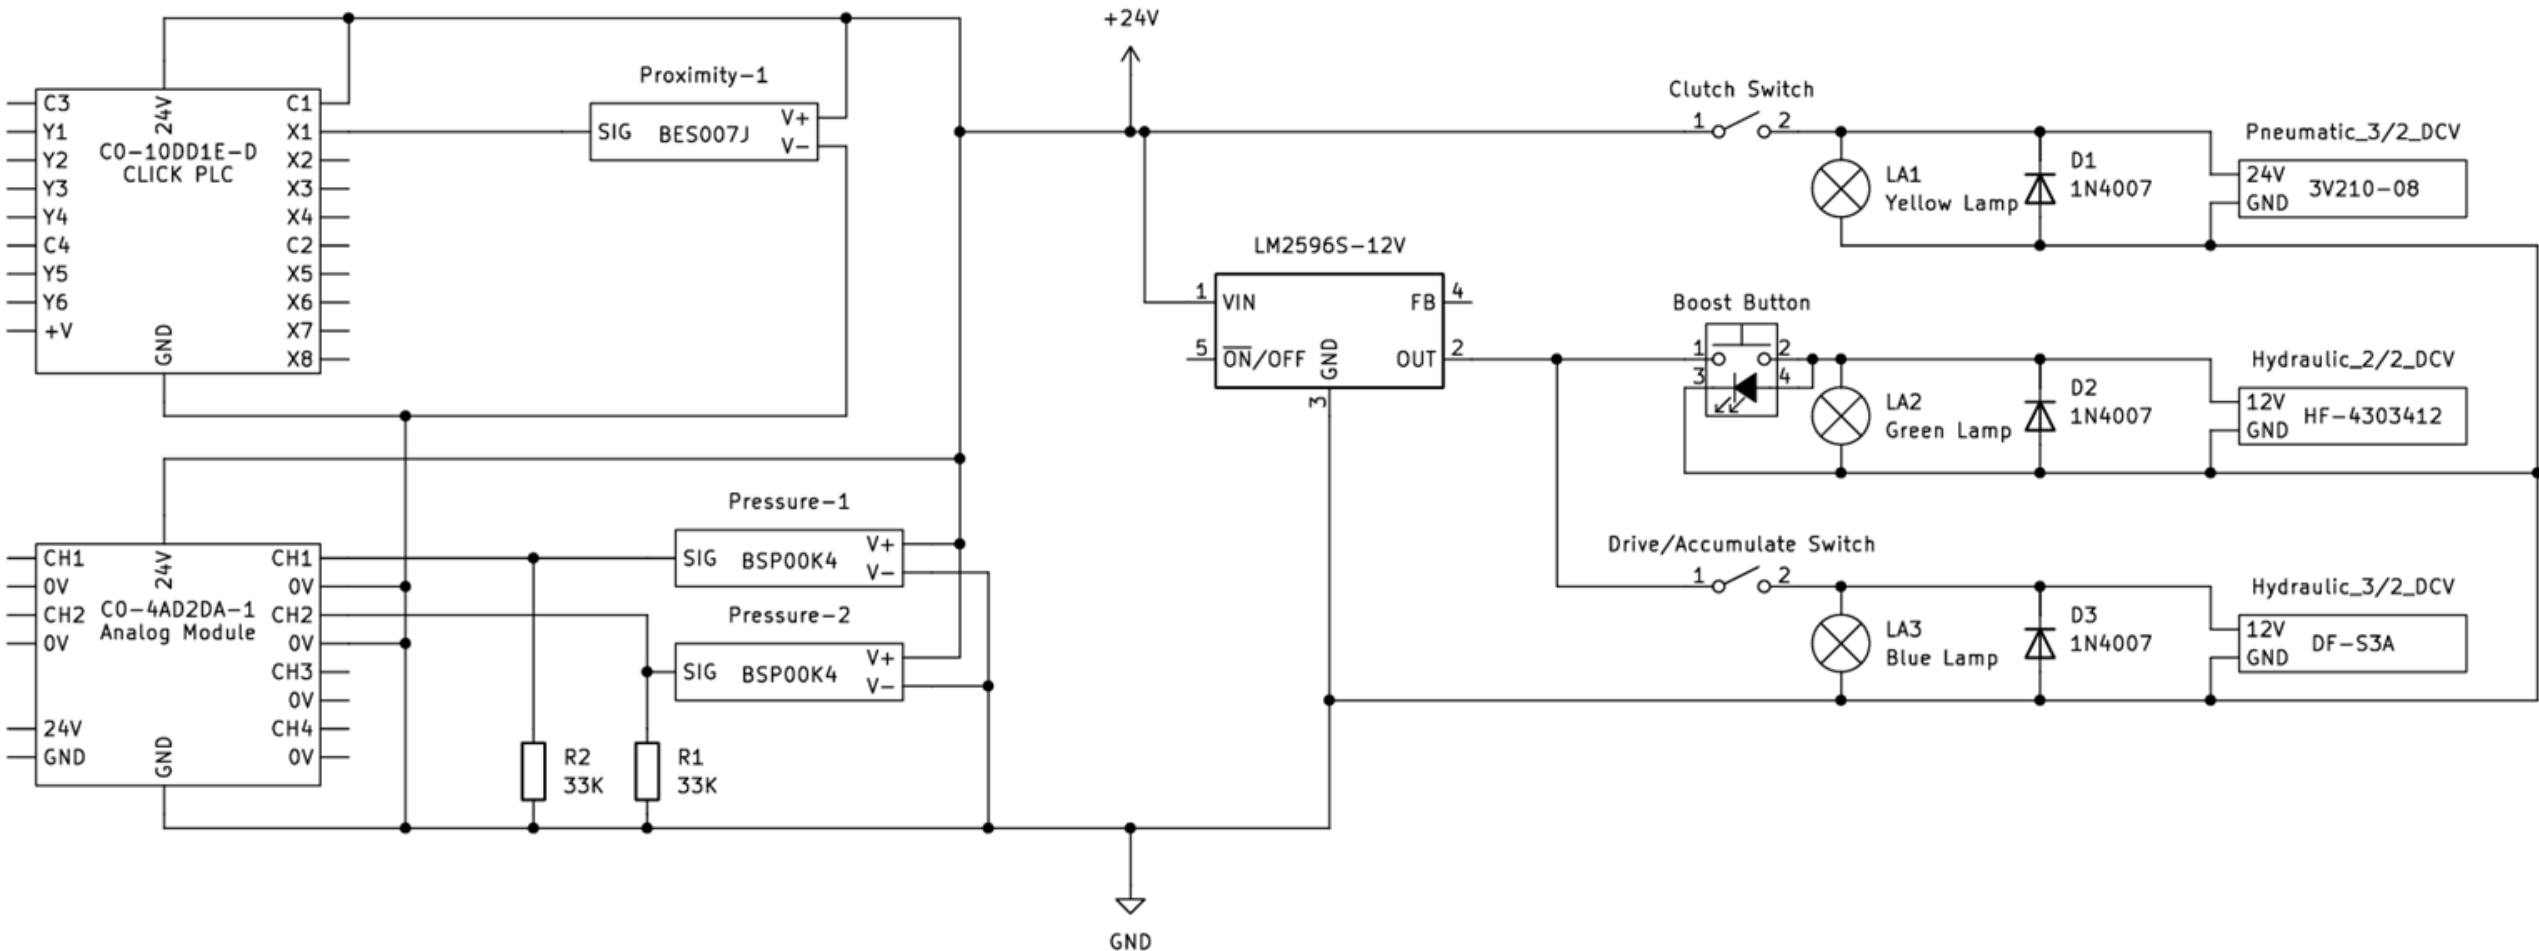 +24V
C3
Y1
Y2
Y3
Y4
C4
Y5
Y6
+V
24V
C0-10DD1E-D
CLICK PLC
GND
C1
X1
X2
X3
X4
C2
X5
X6
X7
X8
Proximity-1
SIG
BES007J
V+
V-
CH1
0V
CH2
0V
24V
GND
24V
C0-4AD2DA-1
Analog Module
GND
CH1
0V
CH2
0V
CH3
0V
CH4
0V
Pressure-1
SIG
BSP00K4
V+
V-
Pressure-2
SIG
BSP00K4
V+
V-
R2
33K
R1
33K
GND
LM2596S-12V
1
VIN
5
ON/OFF
GND
3
FB
4
OUT
2
Clutch Switch
1
2
LA1
Yellow Lamp
D1
1N4007
Pneumatic_3/2_DCV
24V
GND
3V210-08
Boost Button
1
2
3
4
LA2
Green Lamp
D2
1N4007
Hydraulic_2/2_DCV
12V
GND
HF-4303412
Drive/Accumulate Switch
1
2
LA3
Blue Lamp
D3
1N4007
Hydraulic_3/2_DCV
12V
GND
DF-S3A